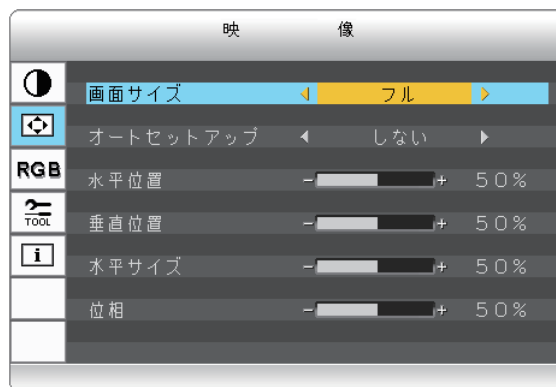 映 像
画面サイズ フル
オートセットアップ しない
RGB
水平位置 - + 50%
TOOL
垂直位置 - + 50%
i
水平サイズ - + 50%
位相 - + 50%